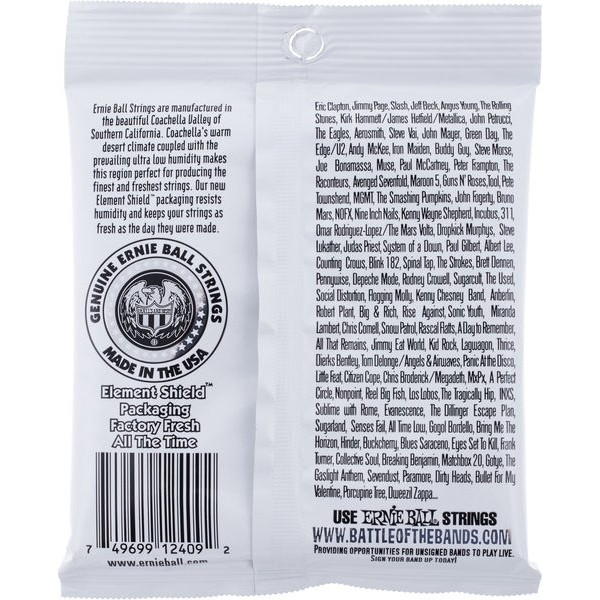 Ernie Ball Strings are manufactured in
the beautiful Coachella Valley of
Southern California. Coachella's warm
desert climate coupled with the
prevailing ultra low humidity makes
this region perfect for producing the
finest and freshest strings. Our new
Element Shield™ packaging resists
humidity and keeps your strings as
fresh as the day they were made.
GENUINE ERNIE BALL STRINGS
MADE IN THE USA
Element Shield™
Packaging
Factory Fresh
All The Time
7 49699 12409 2
www.ernieball.com
Eric Clapton, Jimmy Page, Slash, Jeff Beck, Angus Young, The Rolling
Stones, Kirk Hammett/James Hetfield/Metallica, John Petrucci,
The Eagles, Aerosmith, Steve Vai, John Mayer, Green Day, The
Edge/U2, Andy McKee, Iron Maiden, Buddy Guy, Steve Morse,
Joe Bonamassa, Muse, Paul McCartney, Peter Frampton, The
Raconteurs, Avenged Sevenfold, Maroon 5, Guns N' Roses, Tool, Pete
Townshend, MGMT, The Smashing Pumpkins, John Fogerty, Bruno
Mars, NOFX, Nine Inch Nails, Kenny Wayne Shepherd, Incubus, 311,
Omar Rodriguez-Lopez/The Mars Volta, Dropkick Murphys, Steve
Lukather, Judas Priest, System of a Down, Paul Gilbert, Albert Lee,
Counting Crows, Blink 182, Spinal Tap, The Strokes, Brett Dennen,
Pennywise, Depeche Mode, Rodney Crowell, Sugarcult, The Used,
Social Distortion, Flogging Molly, Kenny Chesney Band, Anberlin,
Robert Plant, Big & Rich, Rise Against, Sonic Youth, Miranda
Lambert, Chris Cornell, Snow Patrol, Rascal Flatts, A Day to Remember,
All That Remains, Jimmy Eat World, Kid Rock, Lagwagon, Thrice,
Dierks Bentley, Tom Delonge/Angels & Airwaves, Panic At the Disco,
Little Feat, Citizen Cope, Chris Broderick/Megadeth, MxPx, A Perfect
Circle, Nonpoint, Reel Big Fish, Los Lobos, The Tragically Hip, INXS,
Sublime with Rome, Evanescence, The Dillinger Escape Plan,
Sugarland, Senses Fail, All Time Low, Gogol Bordello, Bring Me The
Horizon, Hinder, Buckcherry, Blues Saraceno, Eyes Set To Kill, Frank
Turner, Collective Soul, Breaking Benjamin, Matchbox 20, Gotye, The
Gaslight Anthem, Sevendust, Paramore, Dirty Heads, Bullet For My
Valentine, Porcupine Tree, Dweezil Zappa...
USE ERNIE BALL STRINGS
WWW.BATTLEOFTHEBANDS.COM
PROVIDING OPPORTUNITIES FOR UNSIGNED BANDS TO PLAY LIVE.
SIGN YOUR BAND UP TODAY!